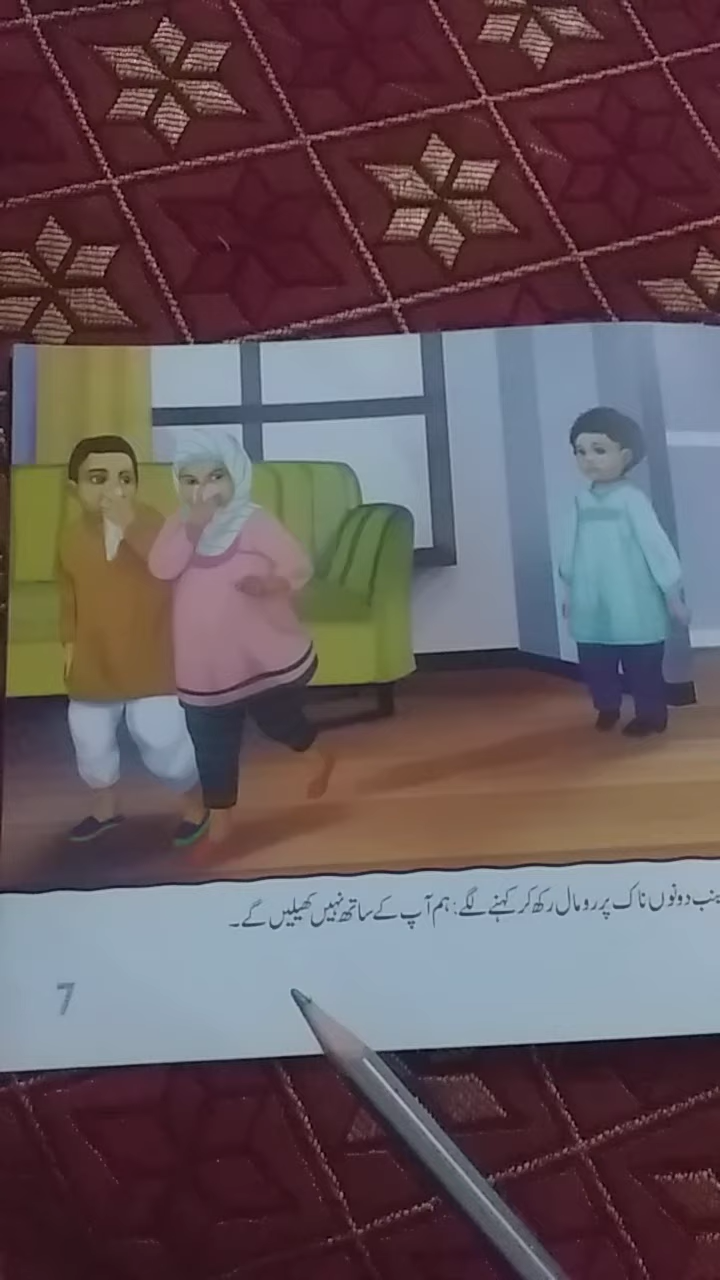 دونوں ناک پر رومال رکھ کر کہنے لگے: ہم آپ کے ساتھ نہیں کھیلیں گے۔
7